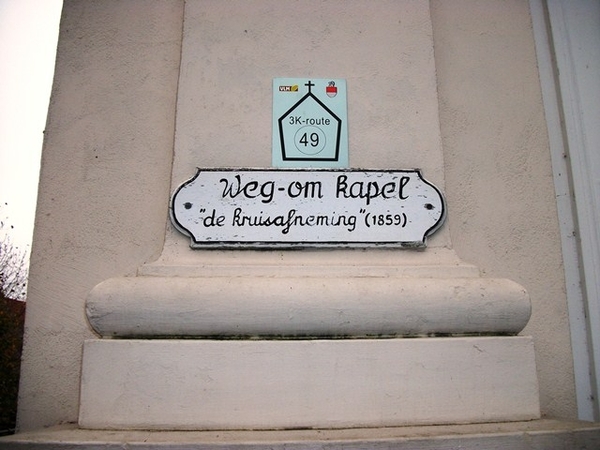 VLM
3K-route
49
Weg-om kapel
"de kruisafneming" (1859)